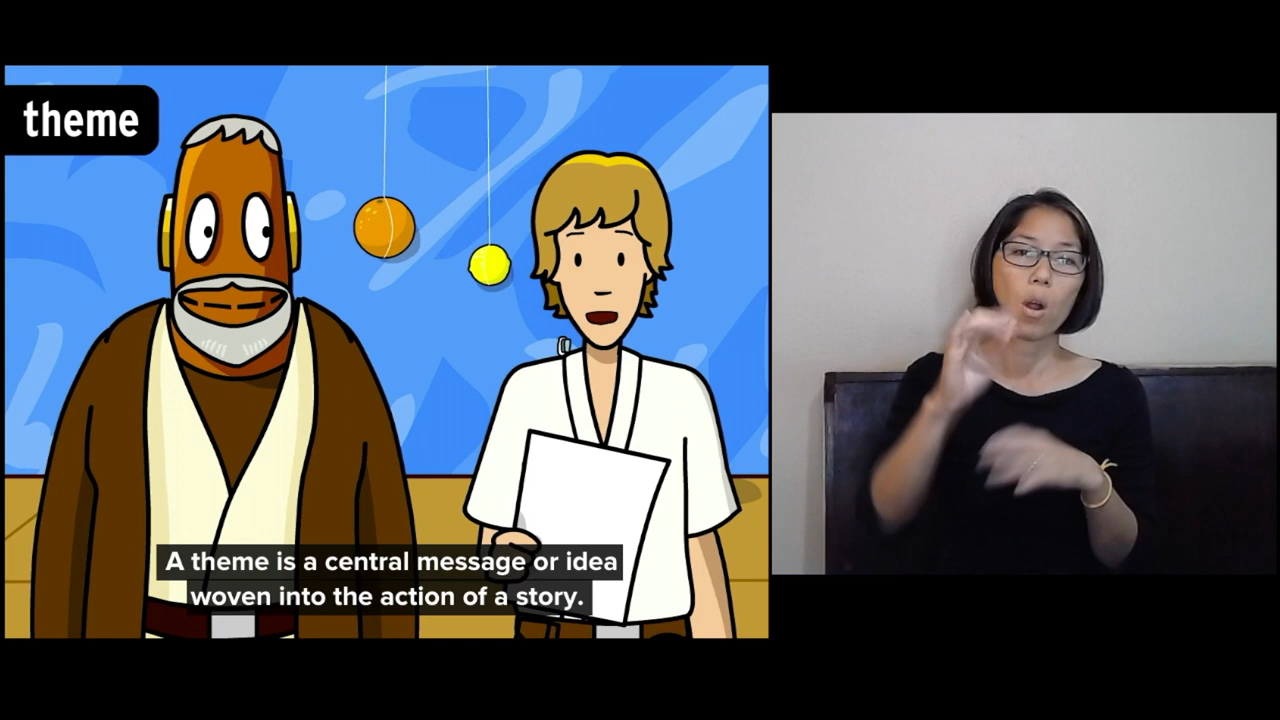 theme
A theme is a central message or idea
woven into the action of a story.